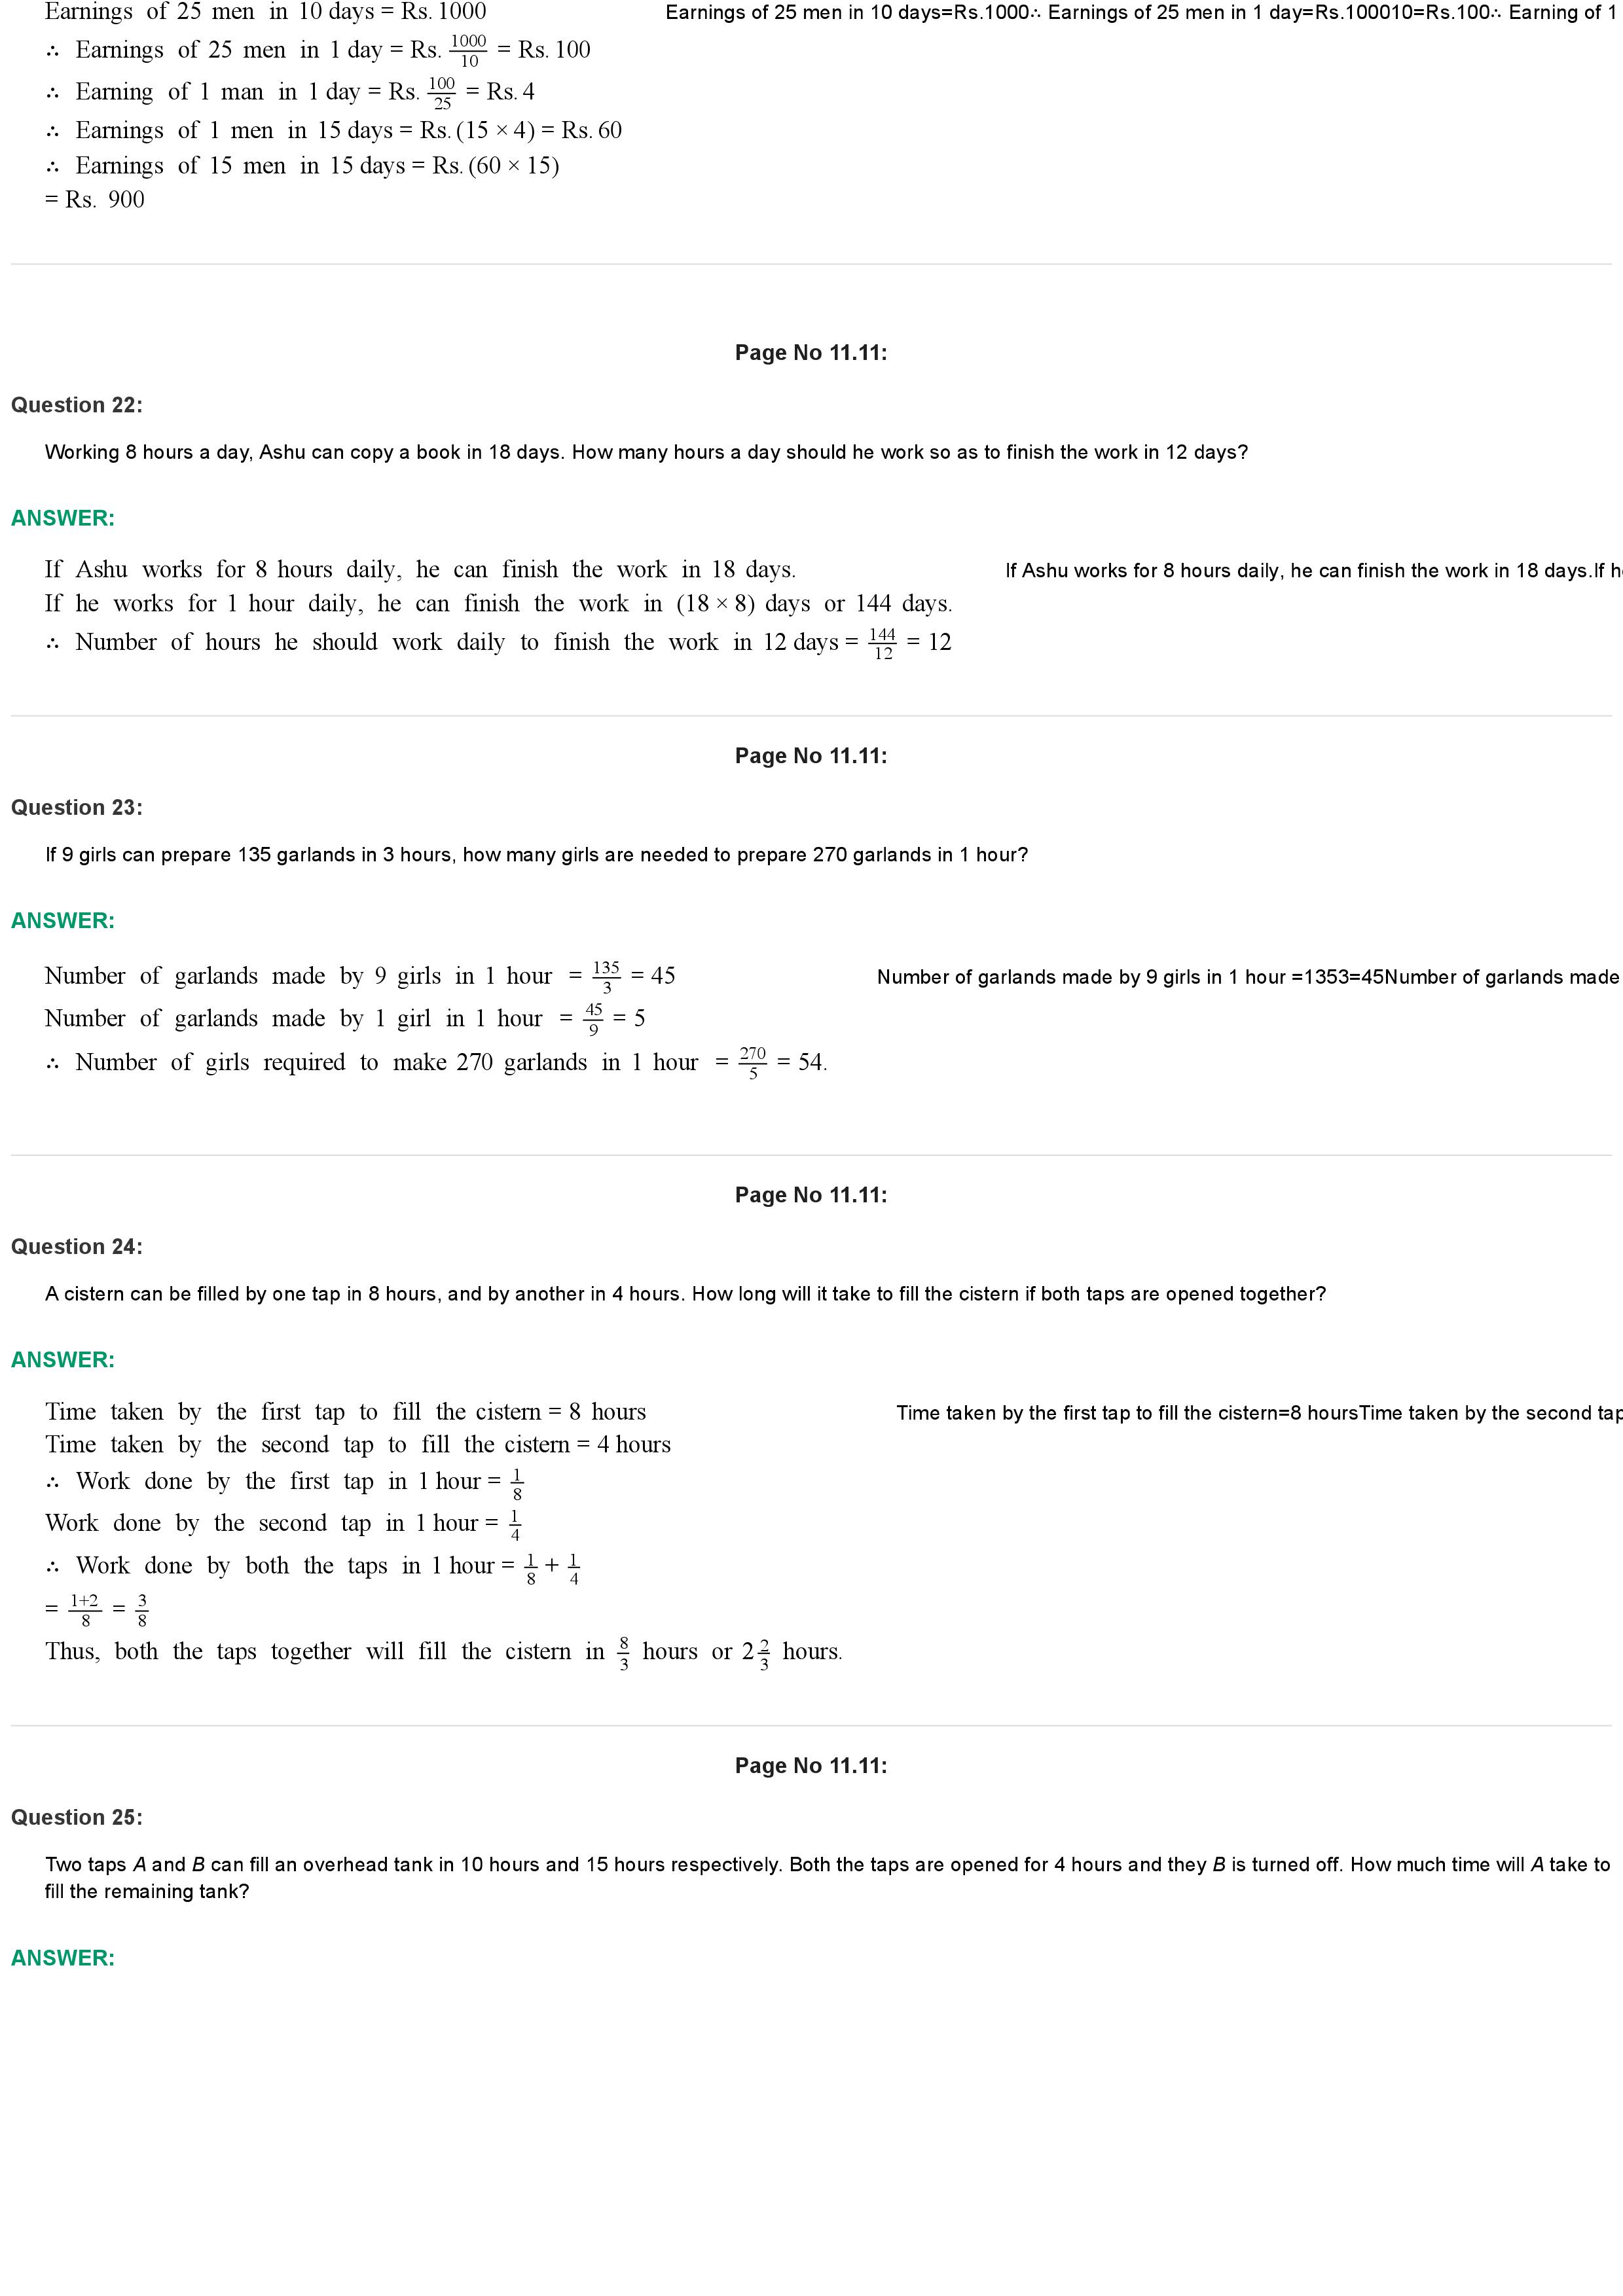 Earnings of 25 men in 10 days = Rs. 1000 Earnings of 25 men in 10 days=Rs.1000∴ Earnings of 25 men in 1 day=Rs.100010=Rs.100∴ Earning of 1
∴ Earnings of 25 men in 1 day = Rs. 1000/10 = Rs. 100
∴ Earning of 1 man in 1 day = Rs. 100/25 = Rs. 4
∴ Earnings of 1 men in 15 days = Rs. (15 × 4) = Rs. 60
∴ Earnings of 15 men in 15 days = Rs. (60 × 15)
= Rs. 900
Page No 11.11:
Question 22:
Working 8 hours a day, Ashu can copy a book in 18 days. How many hours a day should he work so as to finish the work in 12 days?
ANSWER:
If Ashu works for 8 hours daily, he can finish the work in 18 days. If Ashu works for 8 hours daily, he can finish the work in 18 days.If h
If he works for 1 hour daily, he can finish the work in (18 × 8) days or 144 days.
∴ Number of hours he should work daily to finish the work in 12 days = 144/12 = 12
Page No 11.11:
Question 23:
If 9 girls can prepare 135 garlands in 3 hours, how many girls are needed to prepare 270 garlands in 1 hour?
ANSWER:
Number of garlands made by 9 girls in 1 hour = 135/3 = 45 Number of garlands made by 9 girls in 1 hour =1353=45Number of garlands made
Number of garlands made by 1 girl in 1 hour = 45/9 = 5
∴ Number of girls required to make 270 garlands in 1 hour = 270/5 = 54.
Page No 11.11:
Question 24:
A cistern can be filled by one tap in 8 hours, and by another in 4 hours. How long will it take to fill the cistern if both taps are opened together?
ANSWER:
Time taken by the first tap to fill the cistern = 8 hours Time taken by the first tap to fill the cistern=8 hoursTime taken by the second tap
Time taken by the second tap to fill the cistern = 4 hours
∴ Work done by the first tap in 1 hour = 1/8
Work done by the second tap in 1 hour = 1/4
∴ Work done by both the taps in 1 hour = 1/8 + 1/4
= 1+2/8 = 3/8
Thus, both the taps together will fill the cistern in 8/3 hours or 2 2/3 hours.
Page No 11.11:
Question 25:
Two taps A and B can fill an overhead tank in 10 hours and 15 hours respectively. Both the taps are opened for 4 hours and they B is turned off. How much time will A take to
fill the remaining tank?
ANSWER: